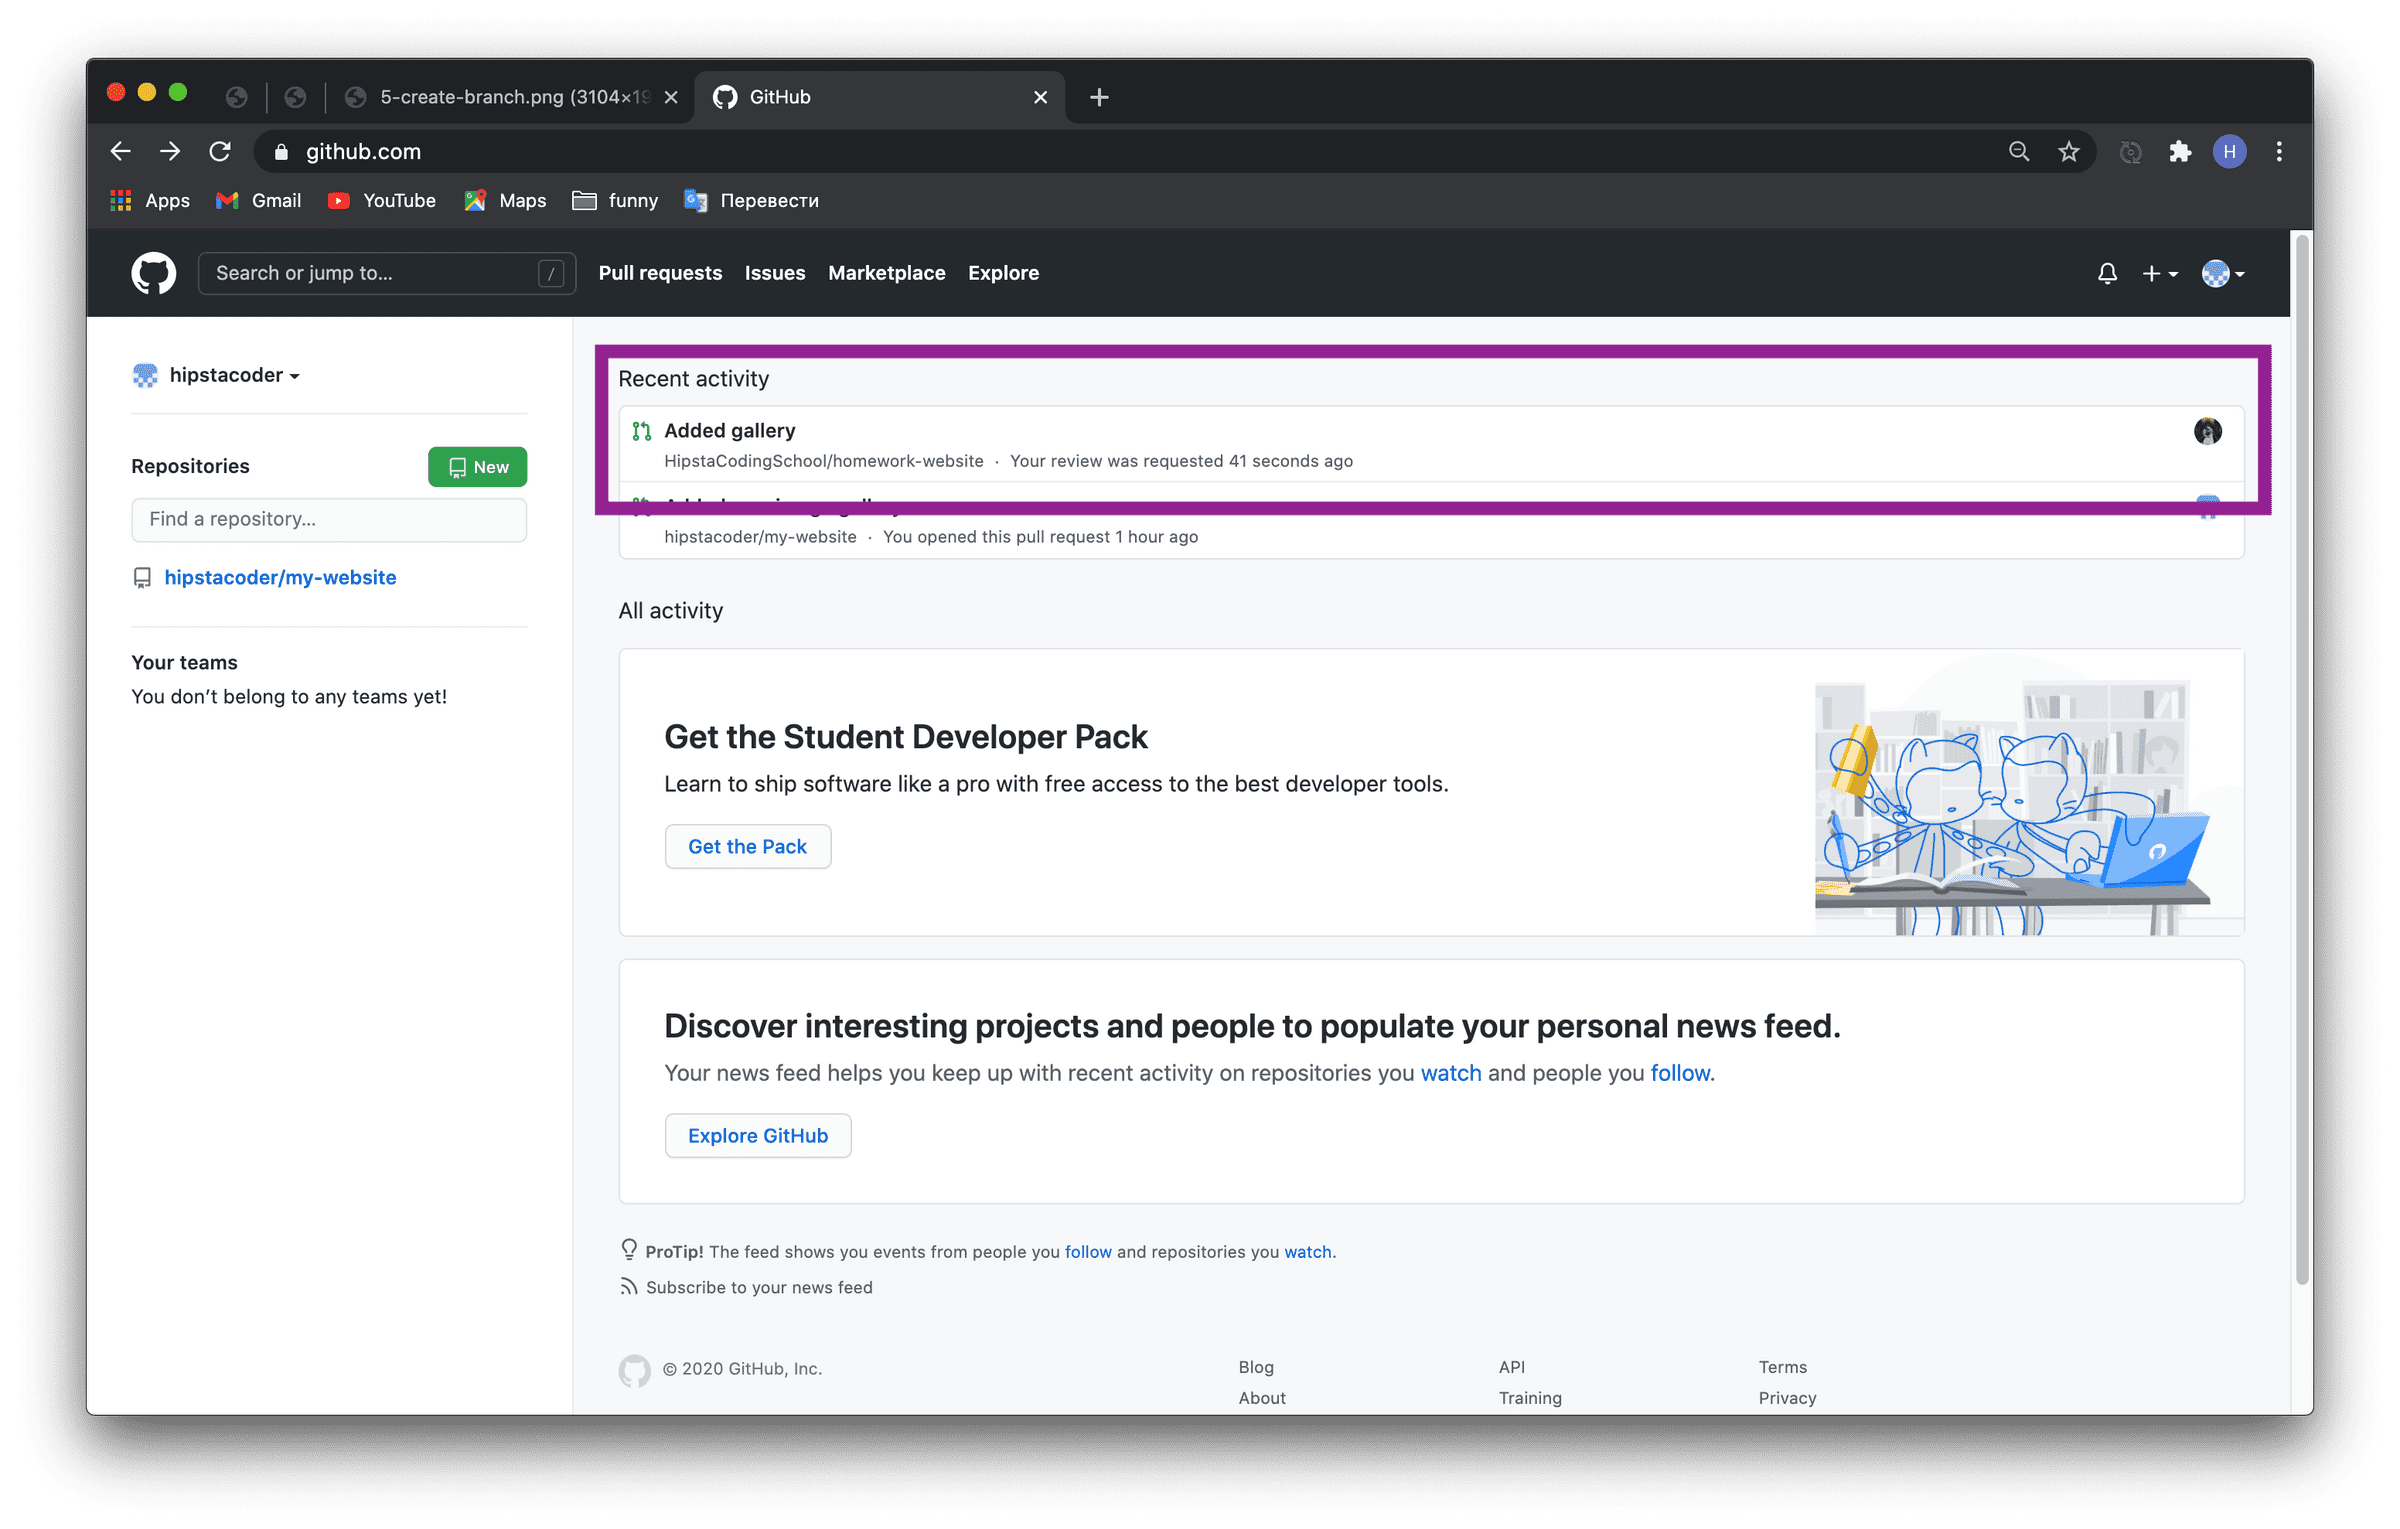 5-create-branch.png (3104×19
GitHub
github.com
H
Apps
Gmail
YouTube
Maps
funny
Перевести
Search or jump to...
/
Pull requests
Issues
Marketplace
Explore
hipstacoder
Repositories
New
Find a repository...
hipstacoder/my-website
Your teams
You don’t belong to any teams yet!
Recent activity
Added gallery
HipstaCodingSchool/homework-website · Your review was requested 41 seconds ago
hipstacoder/my-website · You opened this pull request 1 hour ago
All activity
Get the Student Developer Pack
Learn to ship software like a pro with free access to the best developer tools.
Get the Pack
Discover interesting projects and people to populate your personal news feed.
Your news feed helps you keep up with recent activity on repositories you watch and people you follow.
Explore GitHub
ProTip! The feed shows you events from people you follow and repositories you watch.
Subscribe to your news feed
© 2020 GitHub, Inc.
Blog
API
Terms
About
Training
Privacy